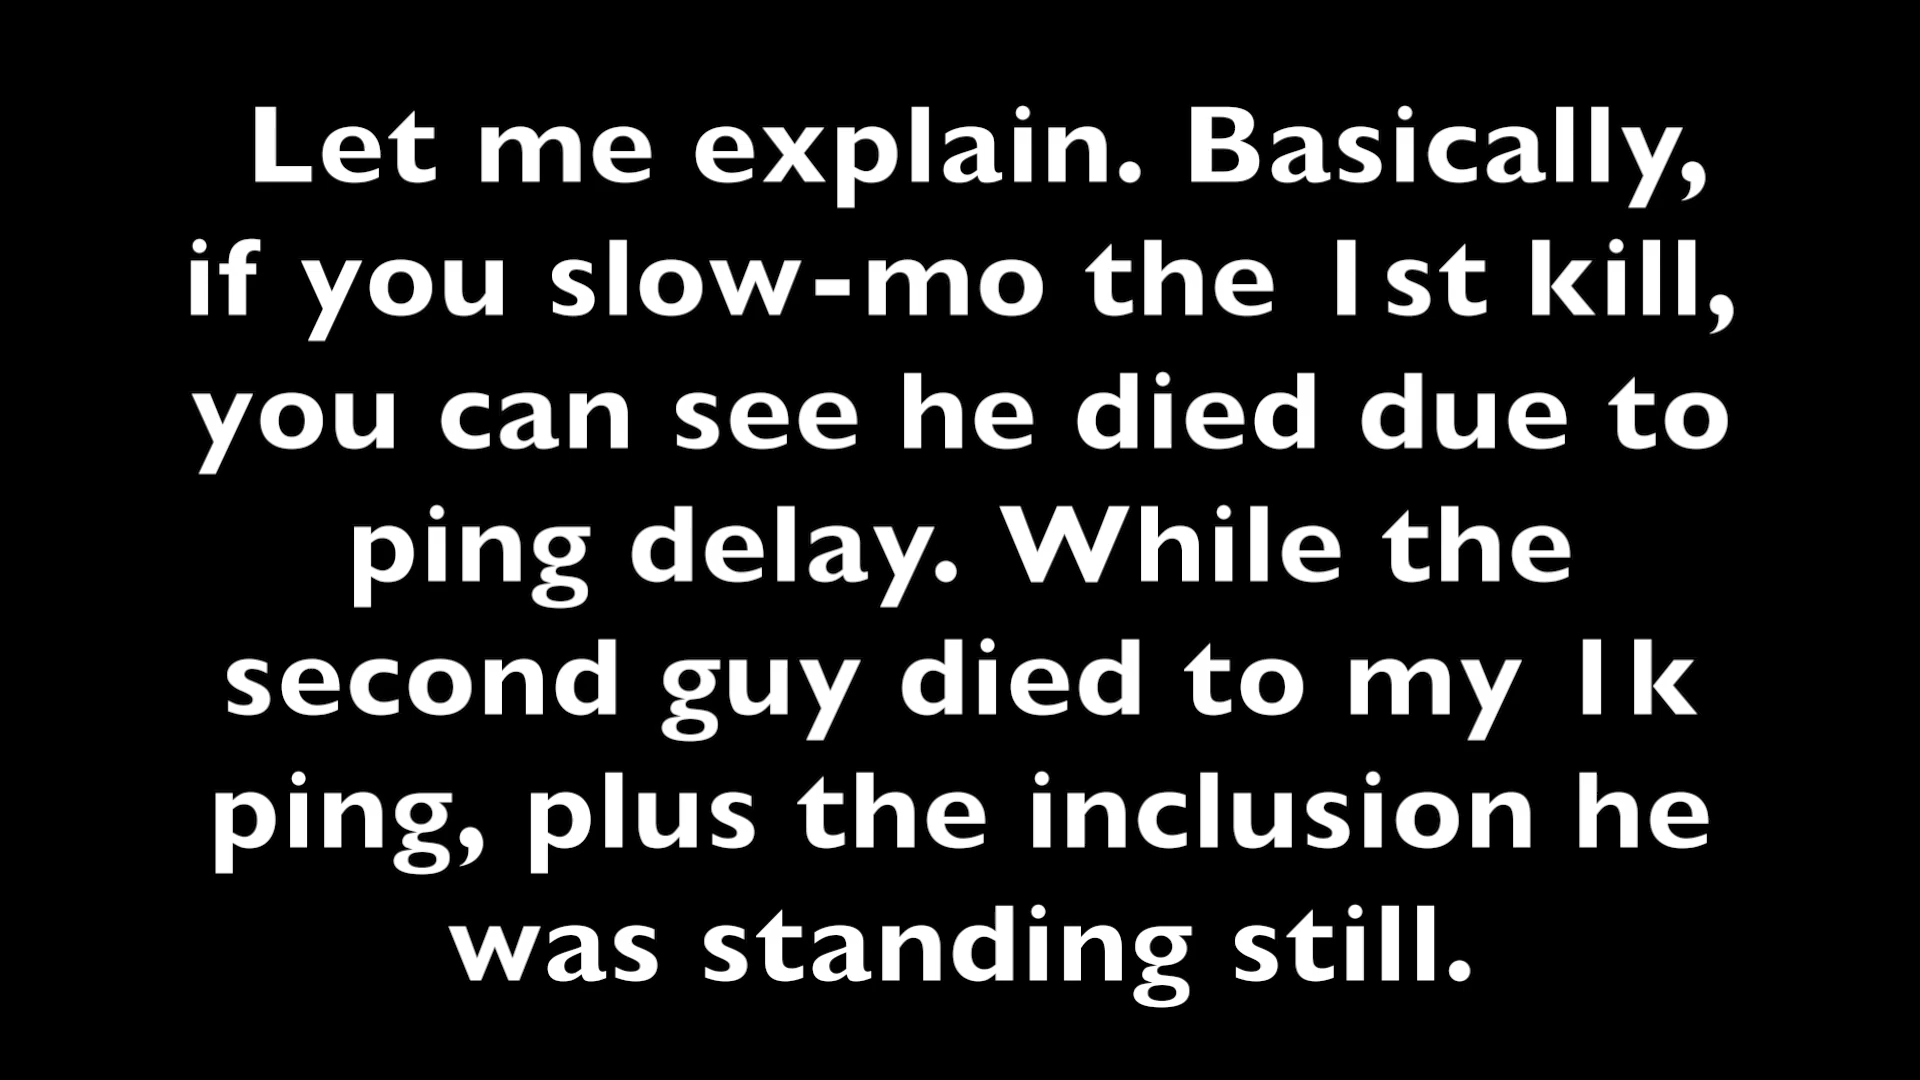 Let me explain. Basically,
if you slow-mo the 1st kill,
you can see he died due to
ping delay. While the
second guy died to my 1k
ping, plus the inclusion he
was standing still.